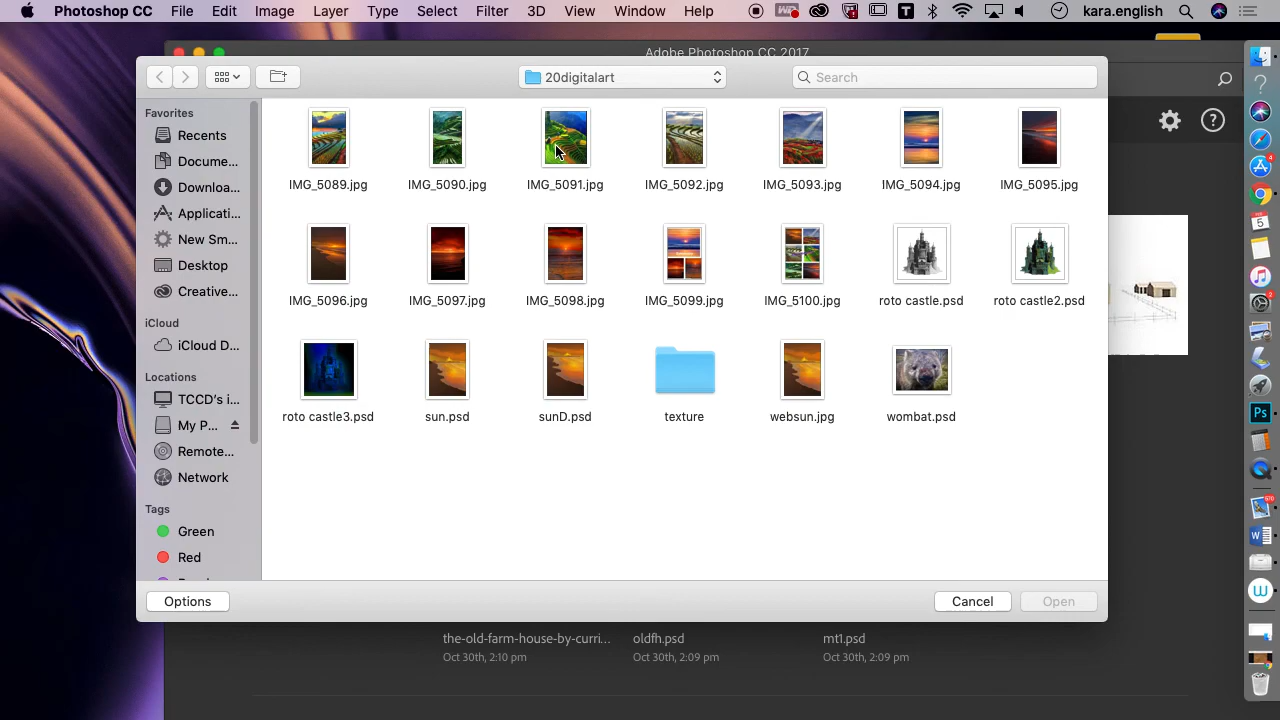 Photoshop CC File Edit Image Layer Type Select Filter 3D View Window Help kara.english
Adobe Photoshop CC 2017
20digitalart
Search
Favorites
Recents
Docume...
Downloa...
Applicati...
New Sm...
Desktop
Creative...
iCloud
iCloud D...
Locations
TCCD's i...
My P...
Remote...
Network
Tags
Green
Red
IMG_5089.jpg IMG_5090.jpg IMG_5091.jpg IMG_5092.jpg IMG_5093.jpg IMG_5094.jpg IMG_5095.jpg
IMG_5096.jpg IMG_5097.jpg IMG_5098.jpg IMG_5099.jpg IMG_5100.jpg roto castle.psd roto castle2.psd
roto castle3.psd sun.psd sunD.psd texture websun.jpg wombat.psd
Options Cancel Open
the-old-farm-house-by-curri... oldfh.psd mt1.psd
Oct 30th, 2:10 pm Oct 30th, 2:09 pm Oct 30th, 2:09 pm
Ps